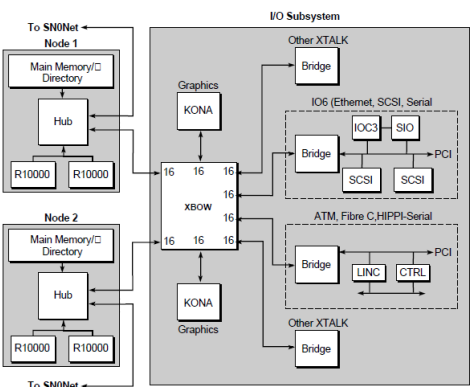 To SN0Net
Node 1
Main Memory/□
Directory
Hub
R10000
R10000
Node 2
Main Memory/□
Directory
Hub
R10000
R10000
To SN0Net
I/O Subsystem
Other XTALK
Bridge
Graphics
KONA
IO6 (Ethernet, SCSI, Serial
IOC3
SIO
Bridge
PCI
SCSI
SCSI
16 16 16
16
XBOW
16
16 16 16
ATM, Fibre C,HIPPI-Serial
PCI
Bridge
LINC
CTRL
KONA
Graphics
Other XTALK
Bridge